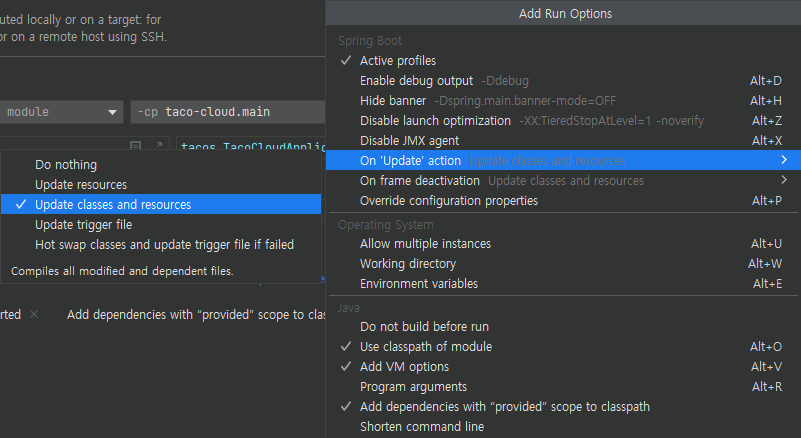 uted locally or on a target: for
or on a remote host using SSH.
module
-cp taco-cloud.main
tacos.TacoCloudApplic
Do nothing
Update resources
Update classes and resources
Update trigger file
Hot swap classes and update trigger file if failed
Compiles all modified and dependent files.
rted × Add dependencies with “provided” scope to clas
Add Run Options
Spring Boot
Active profiles
Enable debug output -Ddebug Alt+D
Hide banner -Dspring.main.banner-mode=OFF Alt+H
Disable launch optimization -XX:TieredStopAtLevel=1 -noverify Alt+Z
Disable JMX agent Alt+X
On 'Update' action Update classes and resources
On frame deactivation Update classes and resources
Override configuration properties Alt+P
Operating System
Allow multiple instances Alt+U
Working directory Alt+W
Environment variables Alt+E
Java
Do not build before run
Use classpath of module Alt+O
Add VM options Alt+V
Program arguments Alt+R
Add dependencies with “provided” scope to classpath
Shorten command line